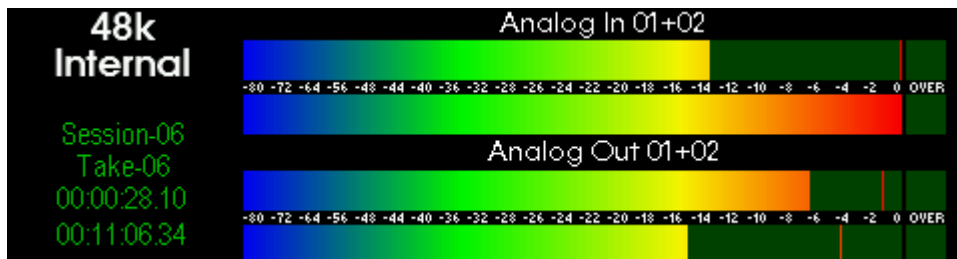 48k
Internal
Session-06
Take-06
00:00:28.10
00:11:06.34
Analog In 01+02
-80 -72 -64 -56 -48 -44 -40 -36 -32 -28 -26 -24 -22 -20 -18 -16 -14 -12 -10 -8 -6 -4 -2 0 OVER
Analog Out 01+02
-80 -72 -64 -56 -48 -44 -40 -36 -32 -28 -26 -24 -22 -20 -18 -16 -14 -12 -10 -8 -6 -4 -2 0 OVER